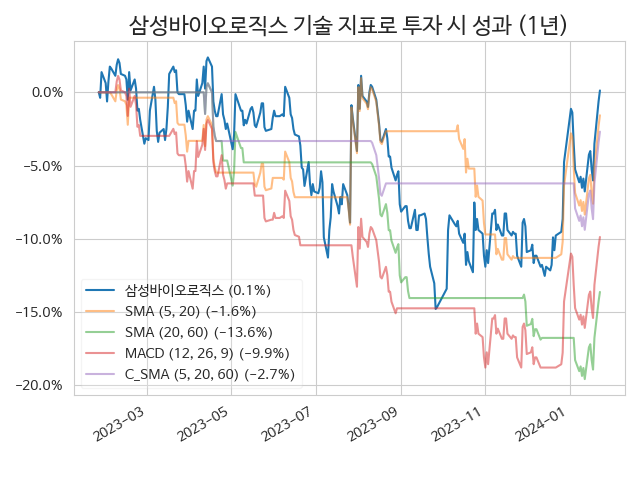 삼성바이오로직스 기술 지표로 투자 시 성과 (1년)
0.0%
−5.0%
−10.0%
−15.0%
−20.0%
삼성바이오로직스 (0.1%)
SMA (5, 20) (−1.6%)
SMA (20, 60) (−13.6%)
MACD (12, 26, 9) (−9.9%)
C_SMA (5, 20, 60) (−2.7%)
2023−03
2023−05
2023−07
2023−09
2023−11
2024−01